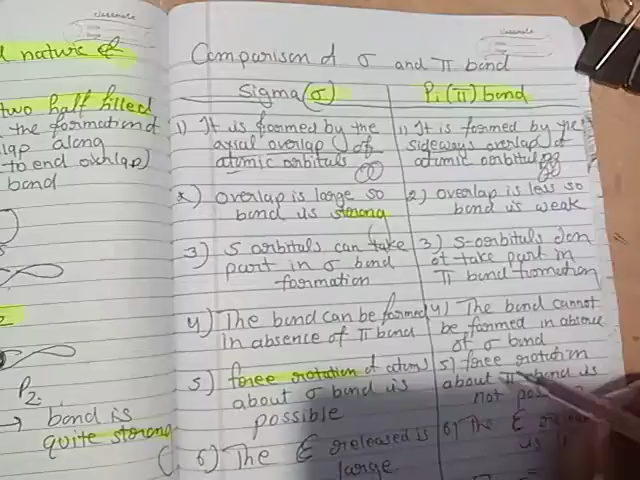 classmate
classmate
d nature of
two half filled
the formation of
lap along
-to end overlap)
bond
P2
→ bond is
quite strong
Comparison of σ and π bond
Sigma (σ)
1) It is formed by the
axial overlap of
atomic orbitals
2) overlap is large so
bond is strong
3) S orbitals can take
part in σ bond
formation
4) The bond can be formed
in absence of π bond
5) free rotation of atoms
about σ bond is
possible
6) The E released is
large
Pi (π) bond
1) It is formed by the
sideways overlap of
atomic orbitals
2) overlap is less so
bond is weak
3) S-orbitals don
ot take part in
π bond formation
4) The bond cannot
be formed in absence
of σ bond
5) free rotation
about π bond is
not
6) The E
is